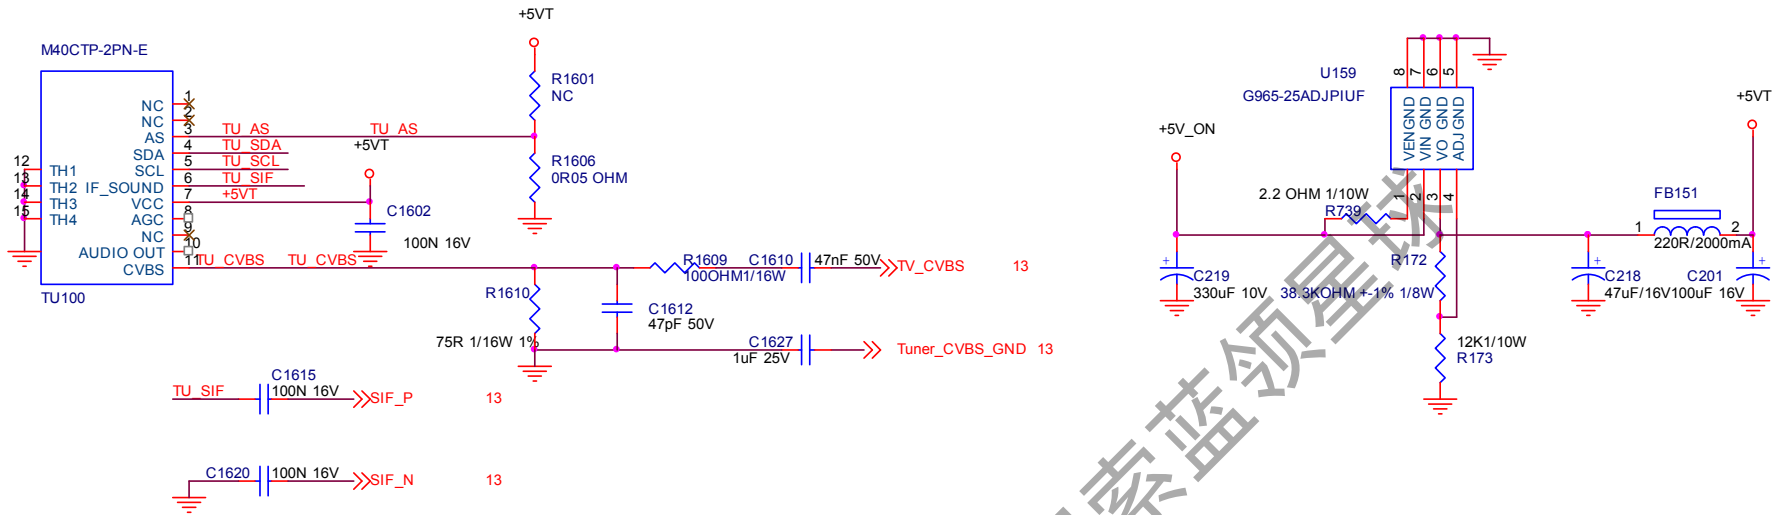 +5VT
M40CTP-2PN-E
NC 1
NC 2
AS 3 TU_AS TU_AS
SDA 4 TU_SDA
SCL 5 TU_SCL
IF_SOUND 6 TU_SIF
VCC 7 +5VT
AGC 8
NC 9
AUDIO OUT 10
CVBS 11 TU_CVBS TU_CVBS
12 TH1
13 TH2
14 TH3
15 TH4
TU100
R1601
NC
R1606
0R05 OHM
+5VT
C1602
100N 16V
R1609
100OHM1/16W
C1610
47nF 50V
TV_CVBS 13
R1610
75R 1/16W 1%
C1612
47pF 50V
C1627
1uF 25V
Tuner_CVBS_GND 13
TU_SIF
C1615
100N 16V
SIF_P 13
C1620
100N 16V
SIF_N 13
U159
G965-25ADJPIUF
8 7 6 5
VEN GND
VIN GND
VO GND
ADJ GND
1 2 3 4
+5V_ON
2.2 OHM 1/10W
R739
C219
330uF 10V
R172
38.3KOHM +-1% 1/8W
12K1/10W
R173
+5VT
FB151
1 2
220R/2000mA
C218
47uF/16V
C201
100uF 16V
索蓝领星球